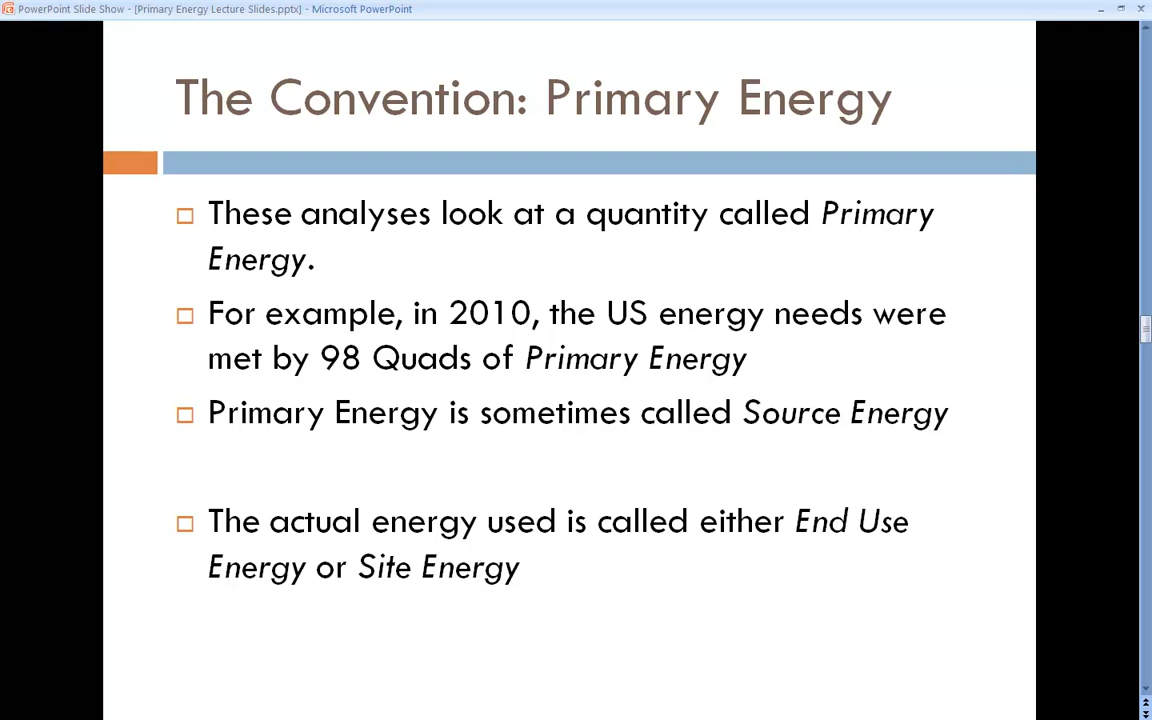 PowerPoint Slide Show - [Primary Energy Lecture Slides.pptx] - Microsoft PowerPoint
The Convention: Primary Energy
These analyses look at a quantity called Primary
Energy.
For example, in 2010, the US energy needs were
met by 98 Quads of Primary Energy
Primary Energy is sometimes called Source Energy
The actual energy used is called either End Use
Energy or Site Energy